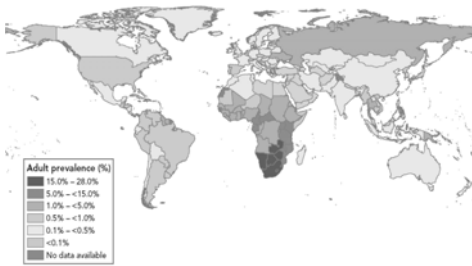 Adult prevalence (%)
15.0% – 28.0%
5.0% – <15.0%
1.0% – <5.0%
0.5% – <1.0%
0.1% – <0.5%
<0.1%
No data available